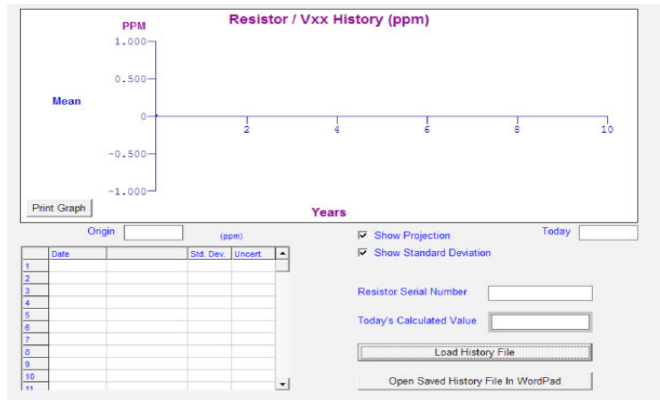 Resistor / Vxx History (ppm)
PPM
1.000
0.500
Mean
0
2 4 6 8 10
-0.500
-1.000
Print Graph
Years
Origin
(ppm)
Show Projection
Today
Show Standard Deviation
Date Std. Dev. Uncert.
1
2
3
4
5
6
7
8
9
10
11
Resistor Serial Number
Today's Calculated Value
Load History File
Open Saved History File In WordPad